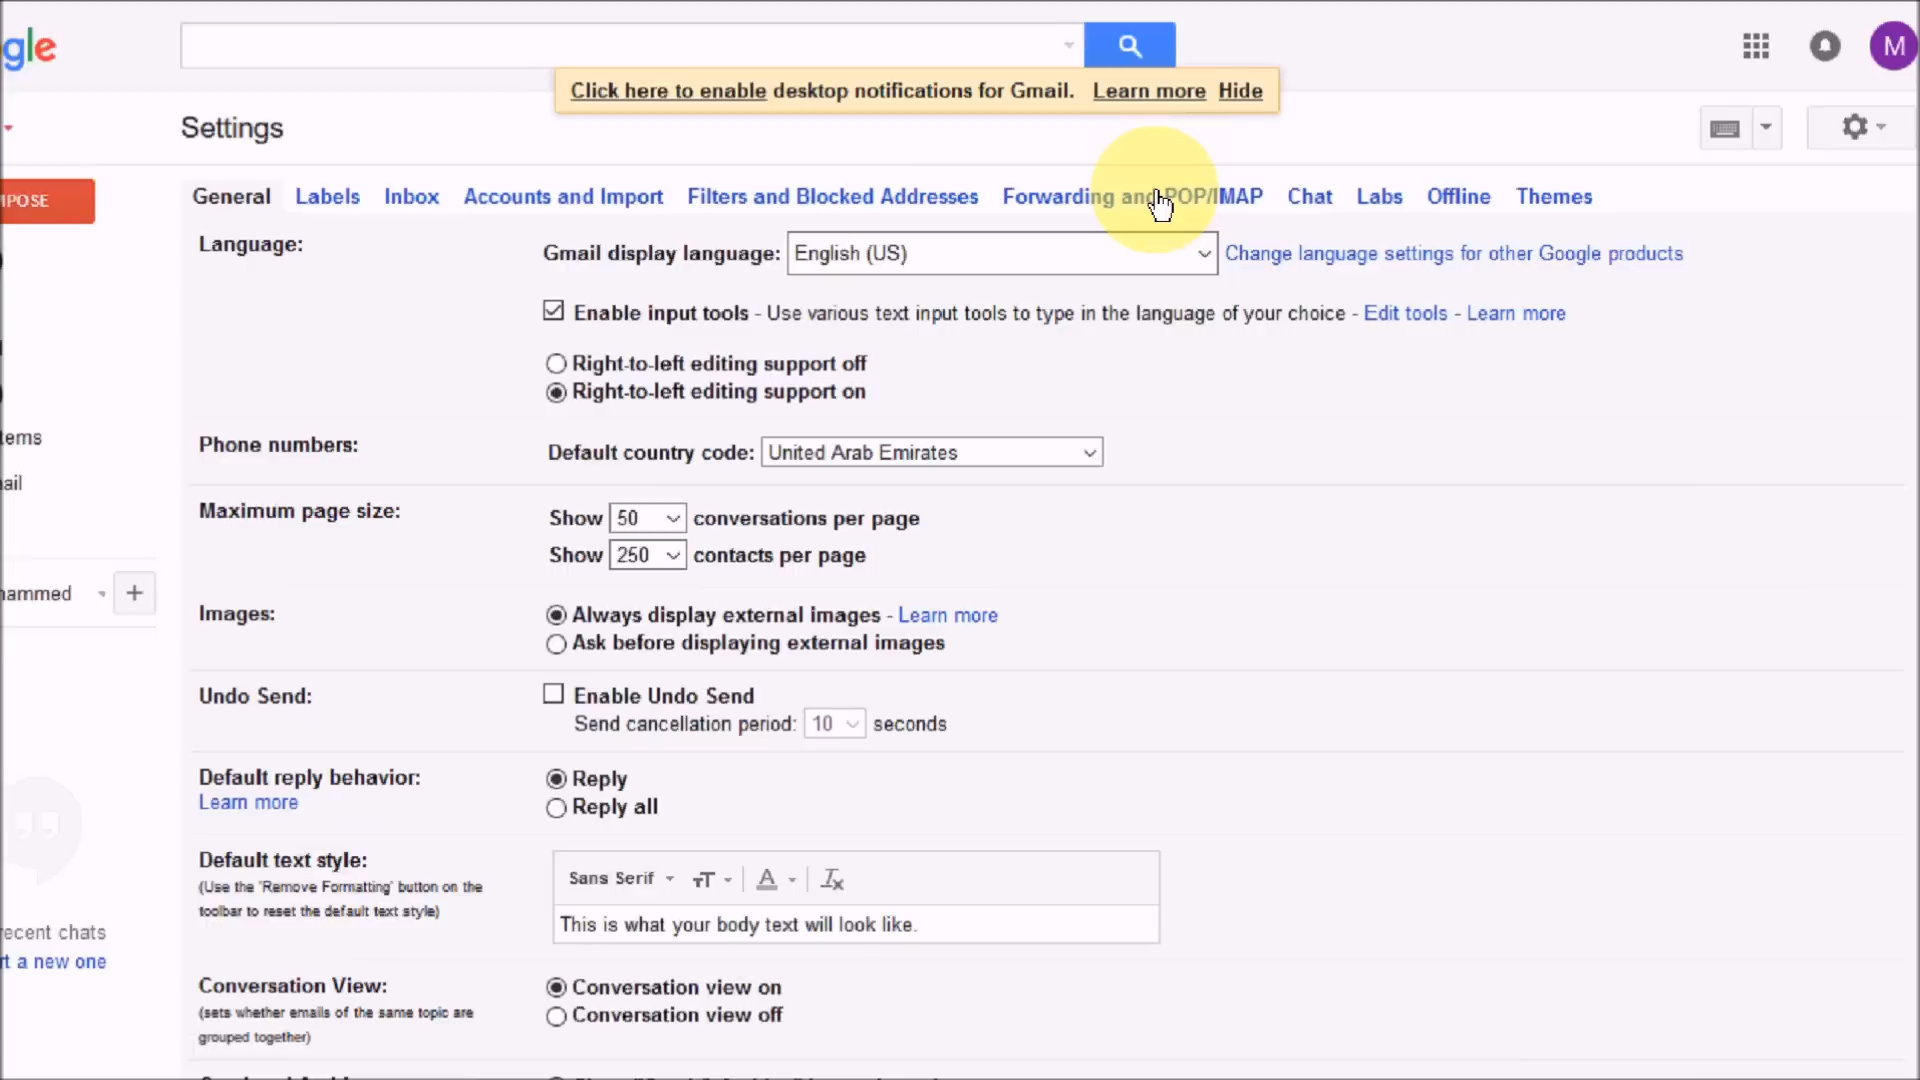 gle
Click here to enable desktop notifications for Gmail. Learn more Hide
M
Settings
MPOSE
General Labels Inbox Accounts and Import Filters and Blocked Addresses Forwarding and POP/IMAP Chat Labs Offline Themes
Language:
Gmail display language: English (US) Change language settings for other Google products
Enable input tools - Use various text input tools to type in the language of your choice - Edit tools - Learn more
Right-to-left editing support off
Right-to-left editing support on
tems
Phone numbers:
Default country code: United Arab Emirates
ail
Maximum page size:
Show 50 conversations per page
Show 250 contacts per page
hammed
Images:
Always display external images - Learn more
Ask before displaying external images
Undo Send:
Enable Undo Send
Send cancellation period: 10 seconds
Default reply behavior:
Learn more
Reply
Reply all
Default text style:
(Use the 'Remove Formatting' button on the
toolbar to reset the default text style)
Sans Serif
This is what your body text will look like.
recent chats
rt a new one
Conversation View:
(sets whether emails of the same topic are
grouped together)
Conversation view on
Conversation view off